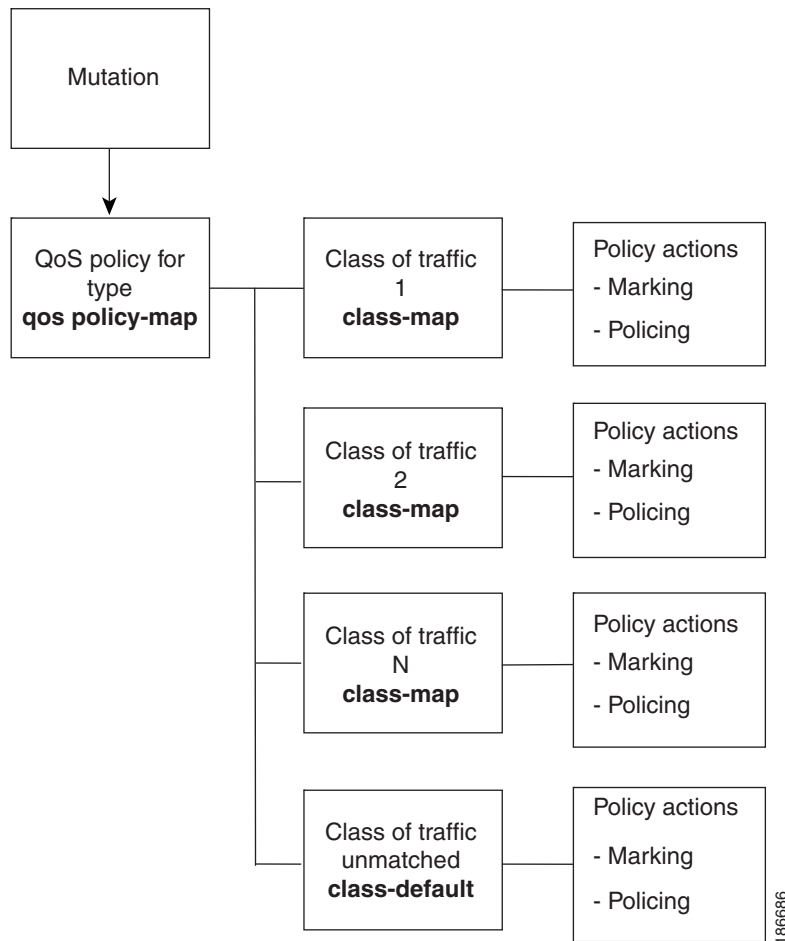 Mutation
QoS policy for
type
qos policy-map
Class of traffic
1
class-map
Policy actions
- Marking
- Policing
Class of traffic
2
class-map
Policy actions
- Marking
- Policing
Class of traffic
N
class-map
Policy actions
- Marking
- Policing
Class of traffic
unmatched
class-default
Policy actions
- Marking
- Policing
186686